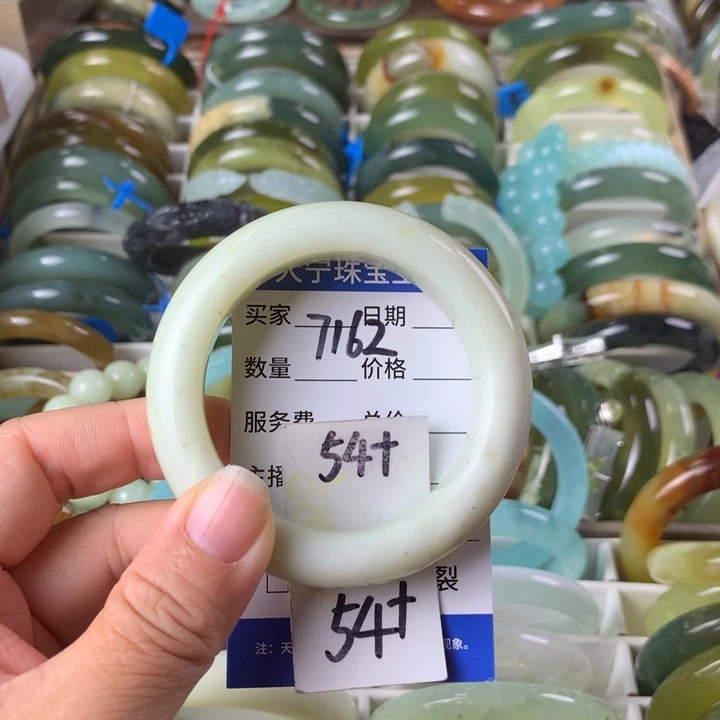 天宁珠宝
买家 7162 日期
数量 价格
服务费 总价
主播
54+
裂
54+
注：天 现象。